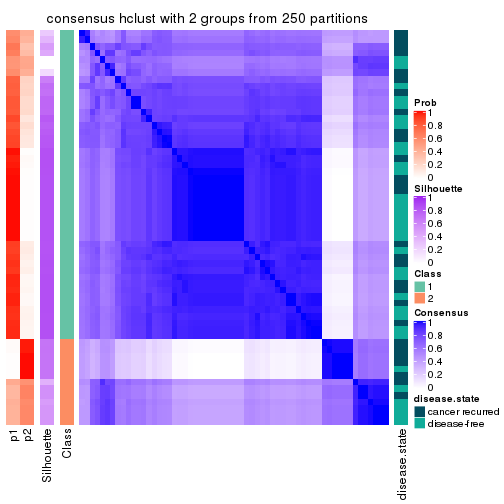 consensus hclust with 2 groups from 250 partitions
Prob
0.8
0.6
0.4
0.2
0
Silhouette
1
0.8
0.6
0.4
0.2
0
Class
1
2
Consensus
1
0.8
0.6
0.4
0.2
0
disease.state
cancer recurred
disease-free
p1
p2
Silhouette
Class
disease.state